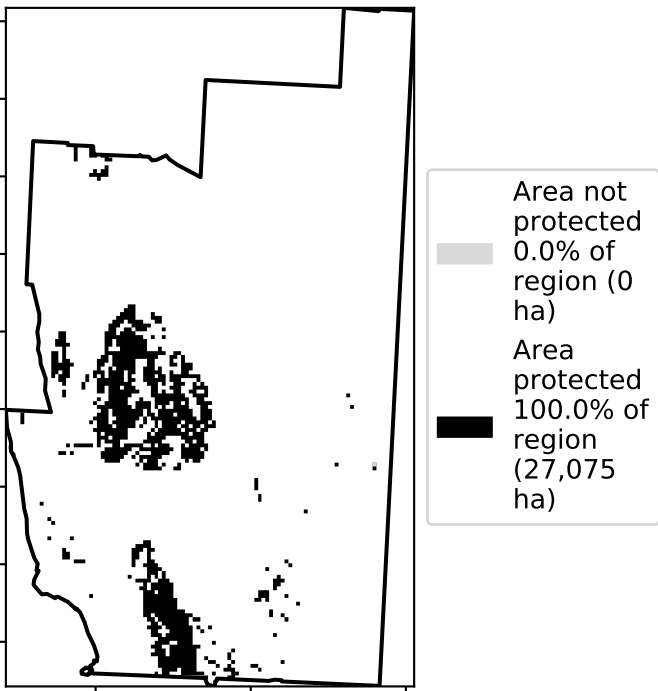 Area not
protected
0.0% of
region (0
ha)
Area
protected
100.0% of
region
(27,075
ha)